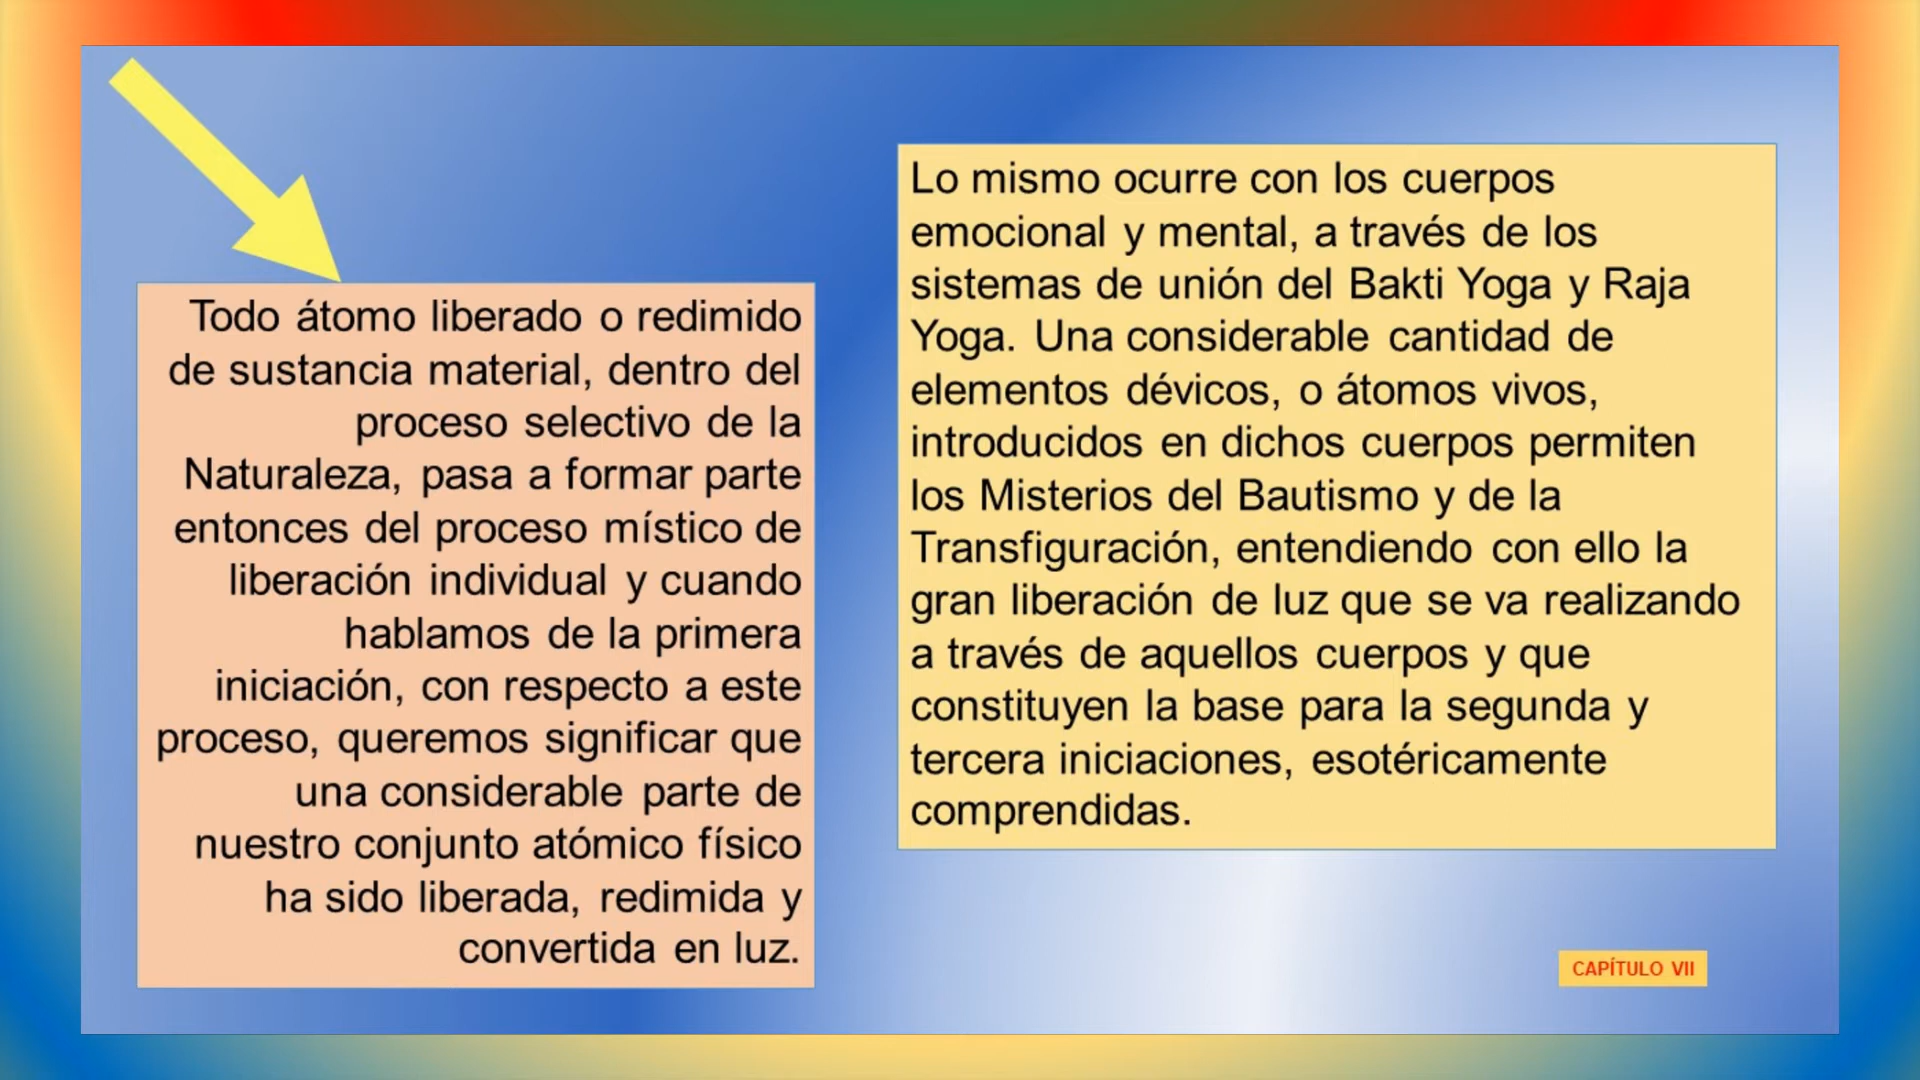 Todo átomo liberado o redimido
de sustancia material, dentro del
proceso selectivo de la
Naturaleza, pasa a formar parte
entonces del proceso místico de
liberación individual y cuando
hablamos de la primera
iniciación, con respecto a este
proceso, queremos significar que
una considerable parte de
nuestro conjunto atómico físico
ha sido liberada, redimida y
convertida en luz.
Lo mismo ocurre con los cuerpos
emocional y mental, a través de los
sistemas de unión del Bakti Yoga y Raja
Yoga. Una considerable cantidad de
elementos dévicos, o átomos vivos,
introducidos en dichos cuerpos permiten
los Misterios del Bautismo y de la
Transfiguración, entendiendo con ello la
gran liberación de luz que se va realizando
a través de aquellos cuerpos y que
constituyen la base para la segunda y
tercera iniciaciones, esotéricamente
comprendidas.
CAPÍTULO VII